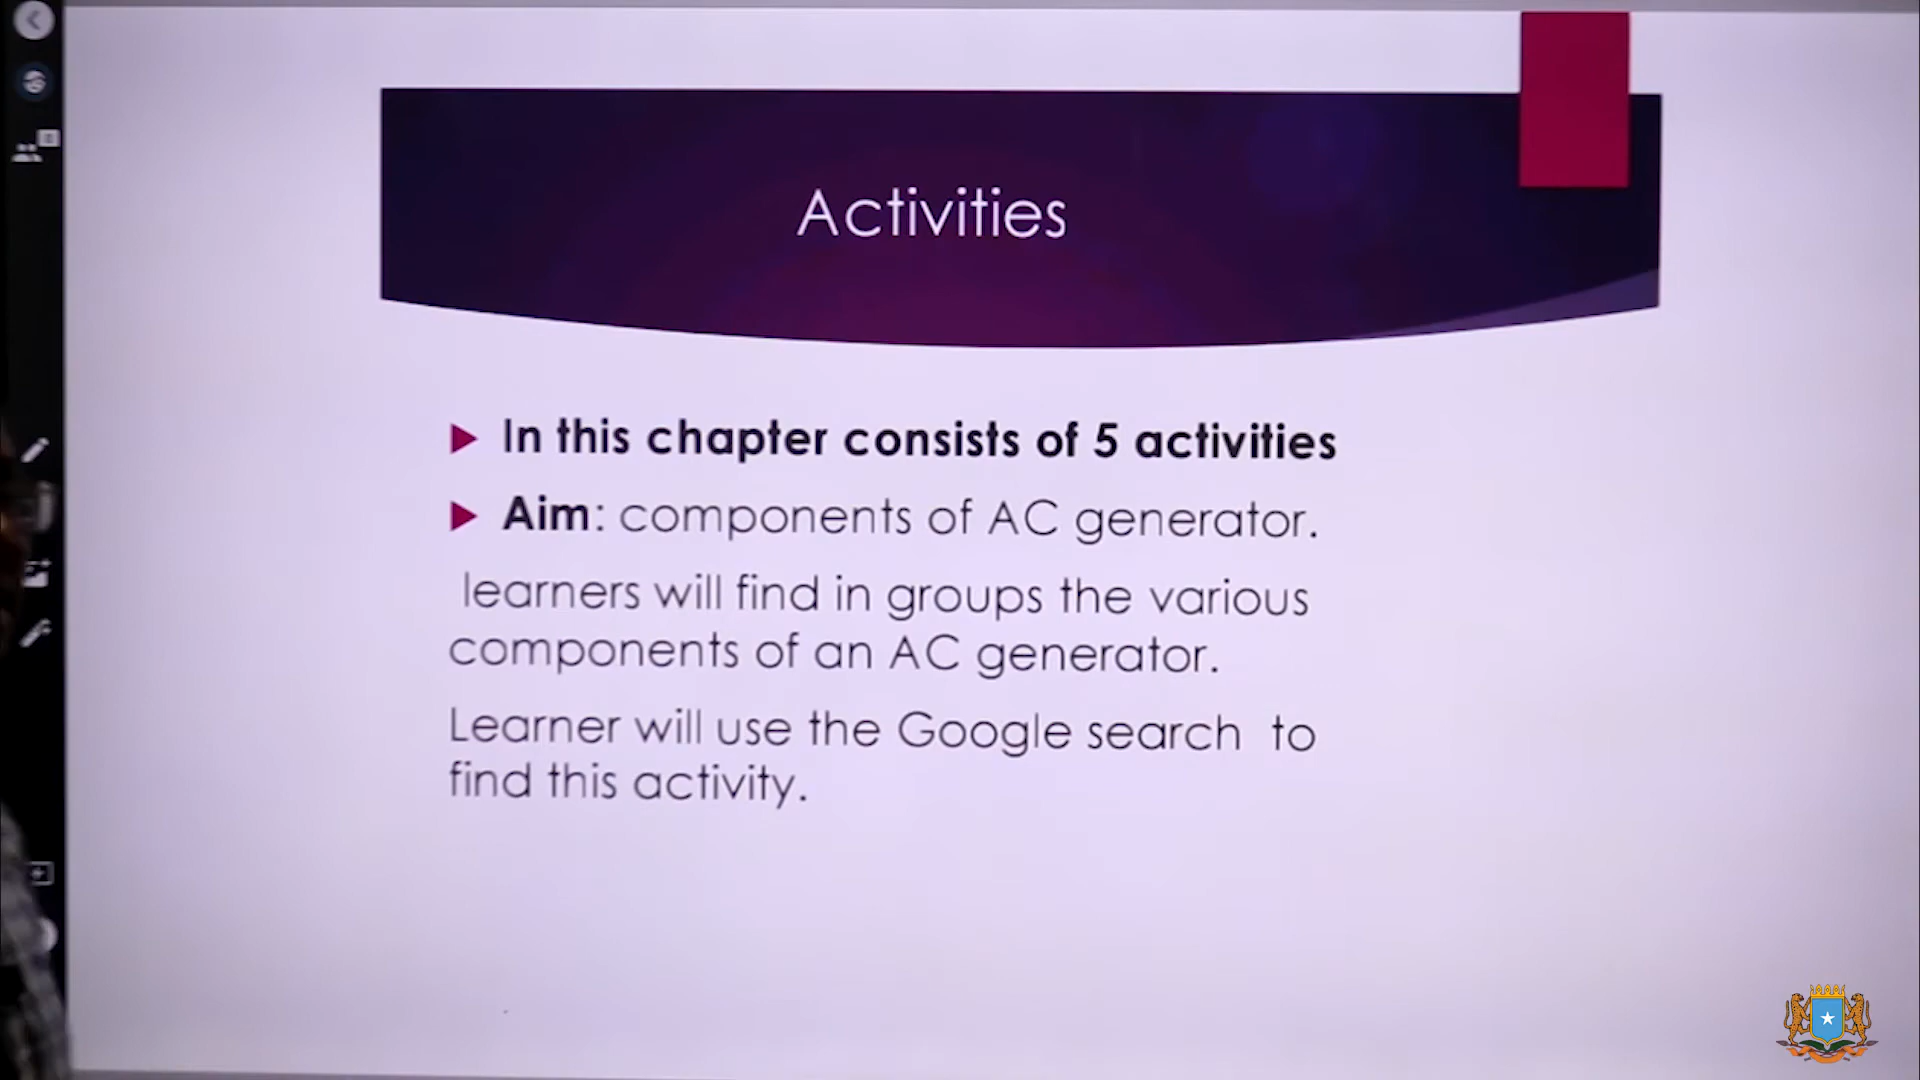 Activities
In this chapter consists of 5 activities
Aim: components of AC generator.
learners will find in groups the various
components of an AC generator.
Learner will use the Google search to
find this activity.